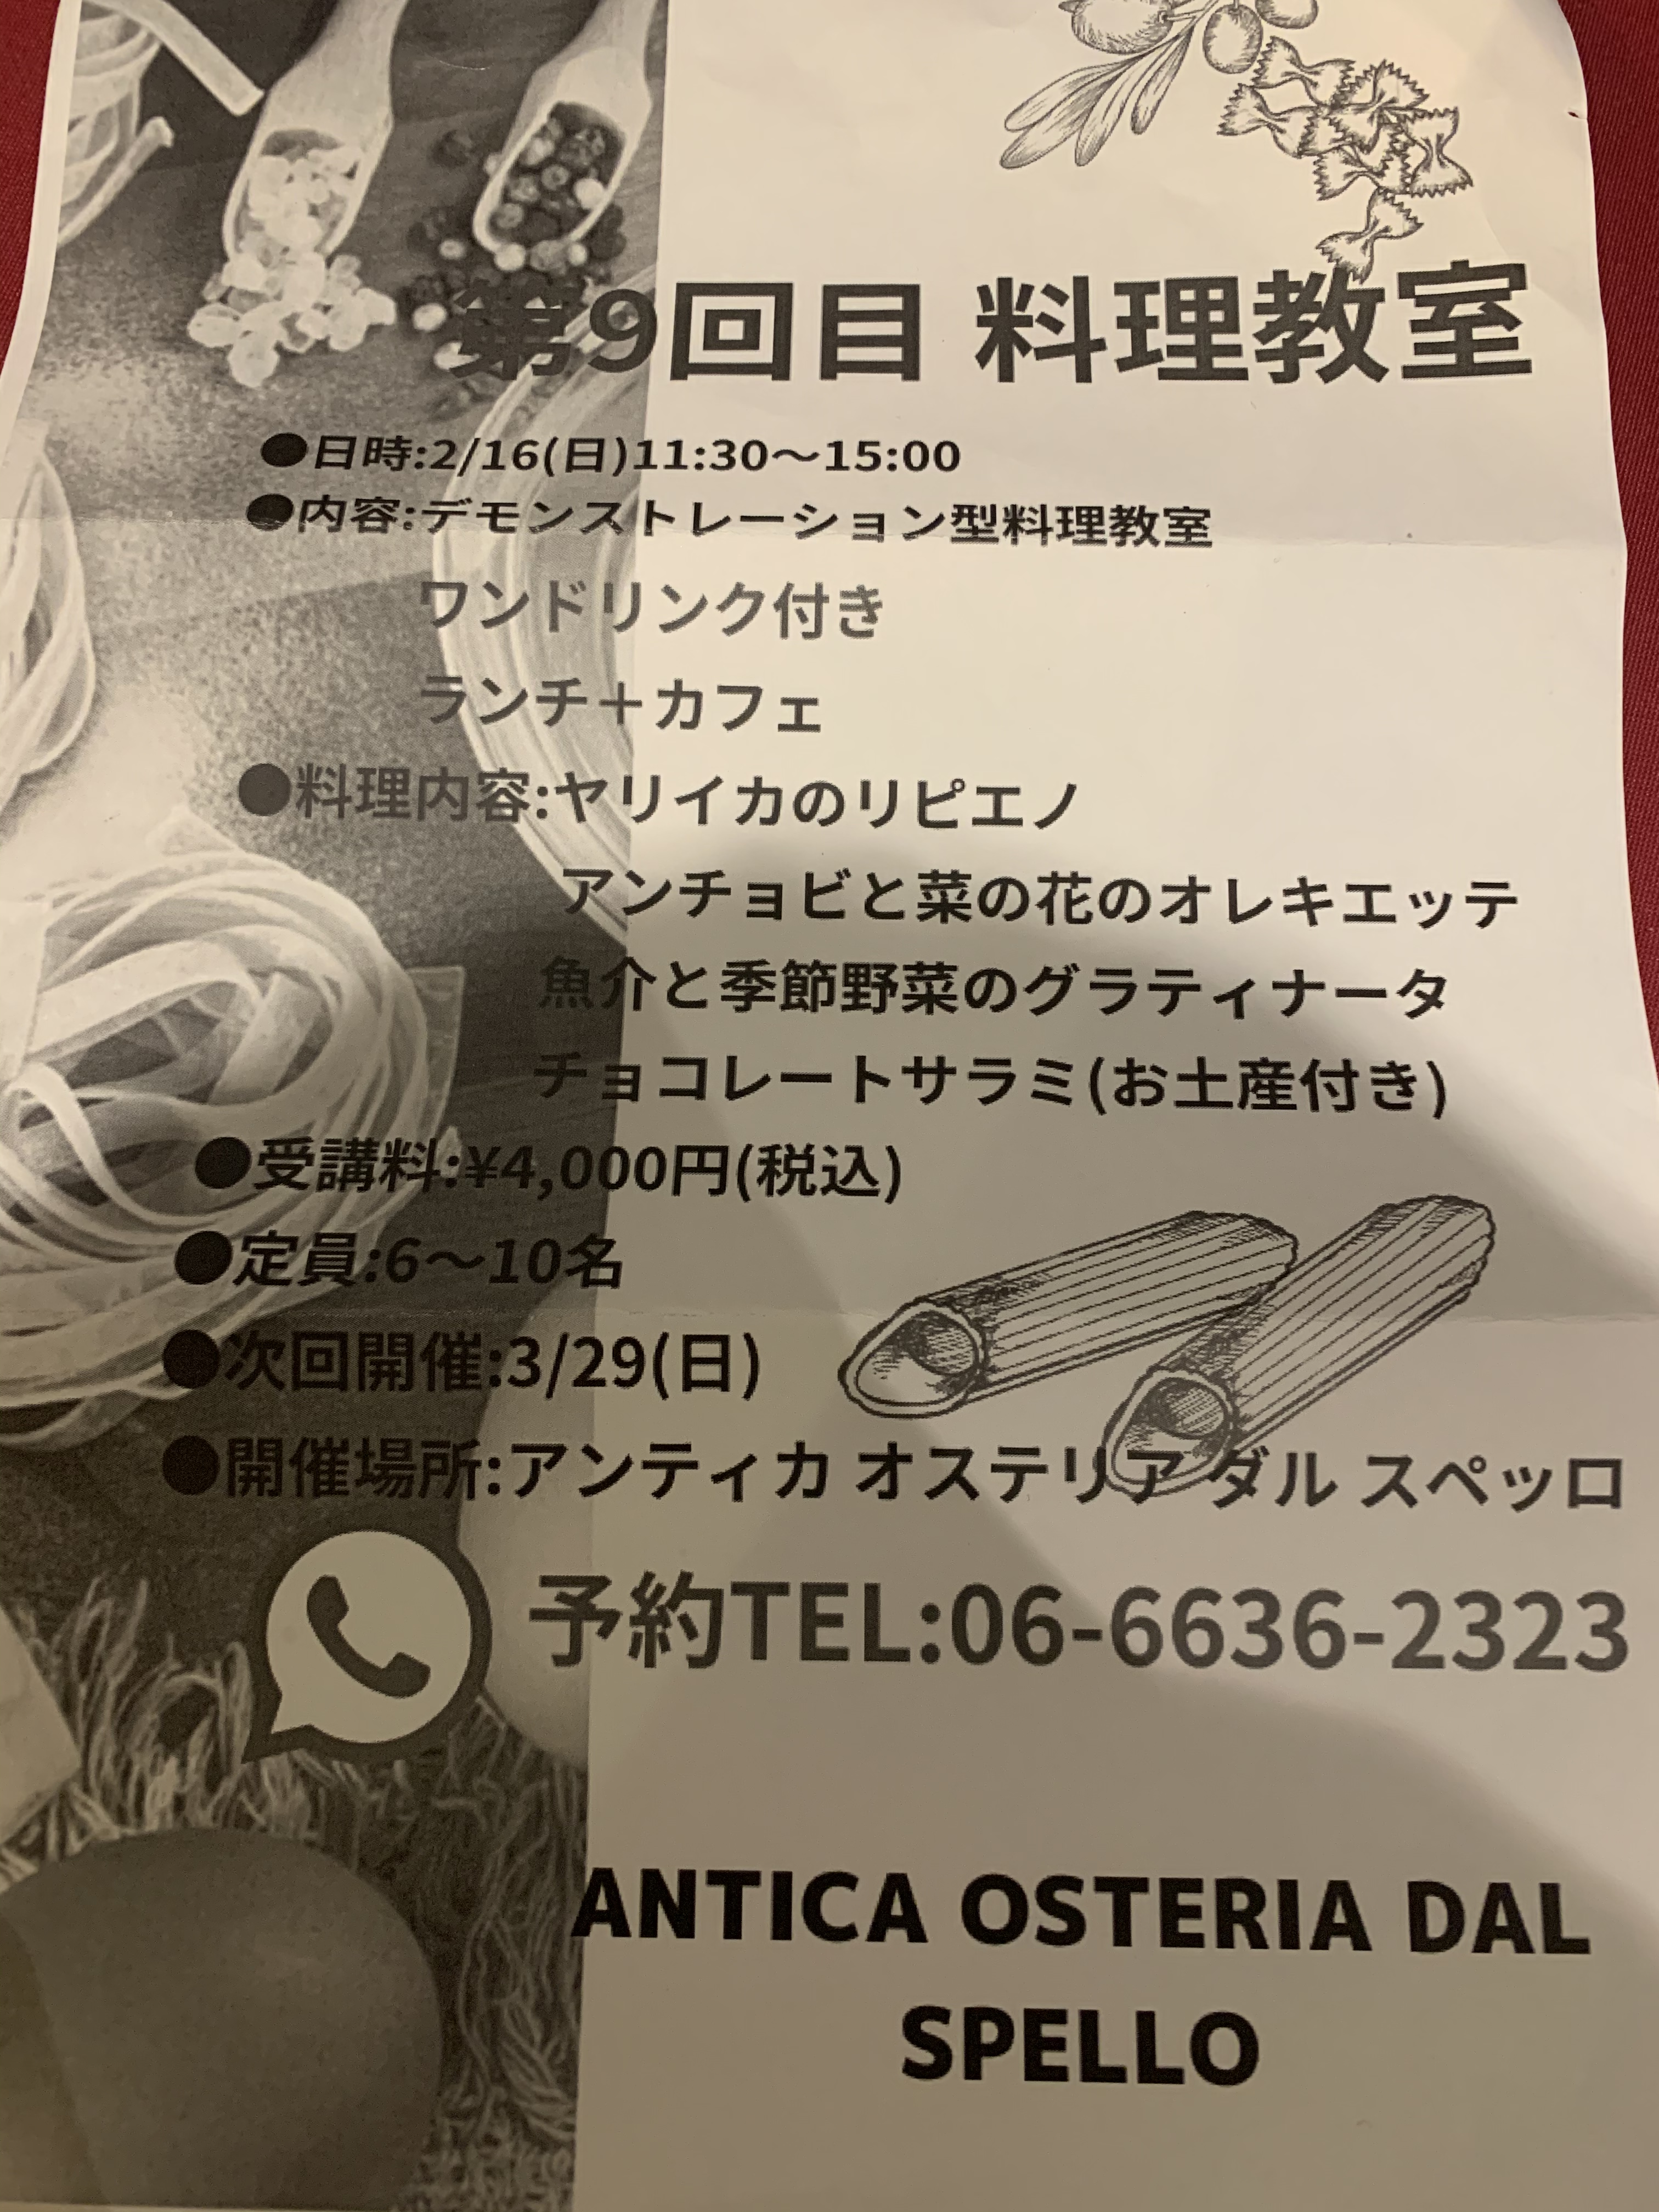 第9回目 料理教室
●日時:2/16(日)11:30～15:00
●内容:デモンストレーション型料理教室
ワンドリンク付き
ランチ＋カフェ
●料理内容:ヤリイカのリピエノ
アンチョビと菜の花のオレキエッテ
魚介と季節野菜のグラティナータ
チョコレートサラミ(お土産付き)
●受講料:¥4,000円(税込)
●定員:6～10名
●次回開催:3/29(日)
●開催場所:アンティカ オステリア ダル スペッロ
予約TEL:06-6636-2323
ANTICA OSTERIA DAL
SPELLO